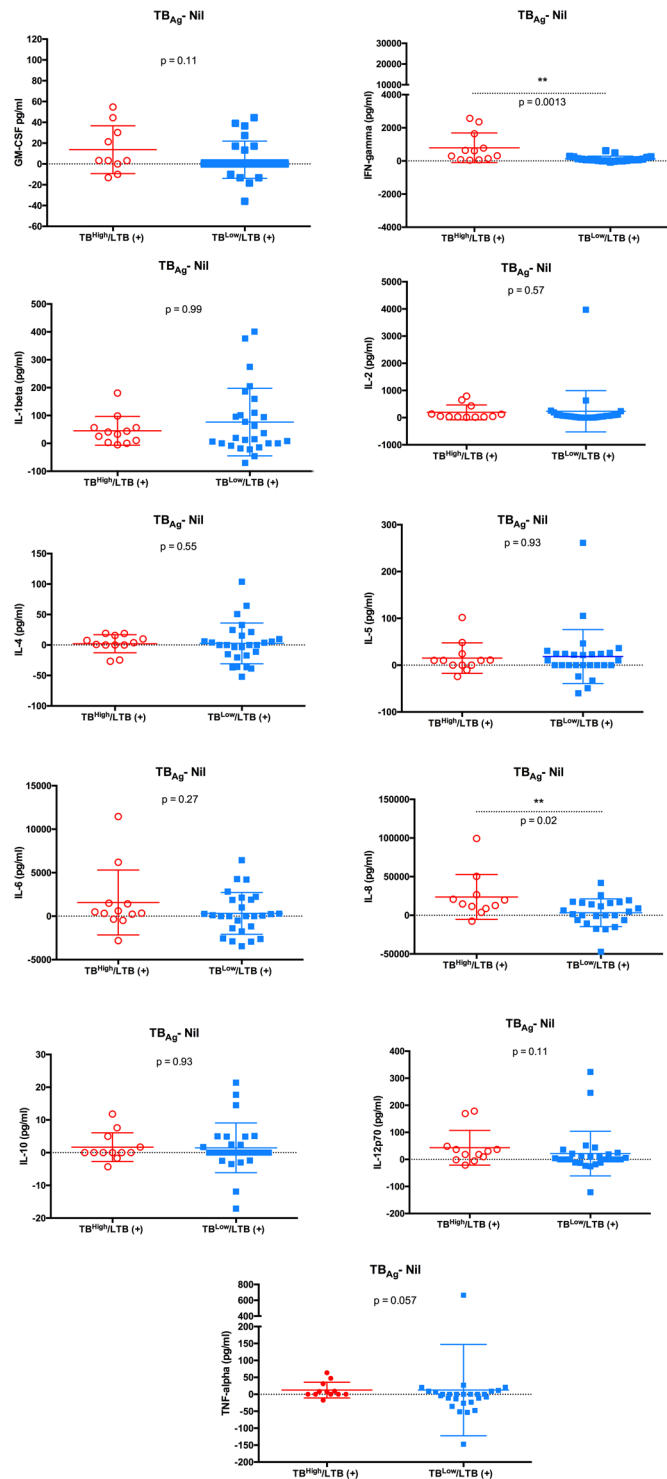 TBAg- Nil
p = 0.11
GM-CSF pg/ml
120
100
80
60
40
20
0
-20
-40
-60
TBHigh/LTB (+)
TBLow/LTB (+)
TBAg- Nil
**
p = 0.0013
IFN-gamma (pg/ml)
30000
20000
10000
4000
2000
0
-2000
-4000
TBHigh/LTB (+)
TBLow/LTB (+)
TBAg- Nil
p = 0.99
IL-1beta (pg/ml)
500
400
300
200
100
0
-100
TBHigh/LTB (+)
TBLow/LTB (+)
TBAg- Nil
p = 0.57
IL-2 (pg/ml)
5000
4000
3000
2000
1000
0
-1000
TBHigh/LTB (+)
TBLow/LTB (+)
TBAg- Nil
p = 0.55
IL-4 (pg/ml)
150
100
50
0
-50
-100
TBHigh/LTB (+)
TBLow/LTB (+)
TBAg- Nil
p = 0.93
IL-5 (pg/ml)
300
200
100
0
-100
TBHigh/LTB (+)
TBLow/LTB (+)
TBAg- Nil
p = 0.27
IL-6 (pg/ml)
15000
10000
5000
0
-5000
TBHigh/LTB (+)
TBLow/LTB (+)
TBAg- Nil
**
p = 0.02
IL-8 (pg/ml)
150000
100000
50000
0
-50000
TBHigh/LTB (+)
TBLow/LTB (+)
TBAg- Nil
p = 0.93
IL-10 (pg/ml)
30
20
10
0
-10
-20
TBHigh/LTB (+)
TBLow/LTB (+)
TBAg- Nil
p = 0.11
IL-12p70 (pg/ml)
400
300
200
100
0
-100
-200
TBHigh/LTB (+)
TBLow/LTB (+)
TBAg- Nil
p = 0.057
TNF-alpha (pg/ml)
800
600
400
200
150
100
50
0
-50
-100
-150
-200
TBHigh/LTB (+)
TBLow/LTB (+)